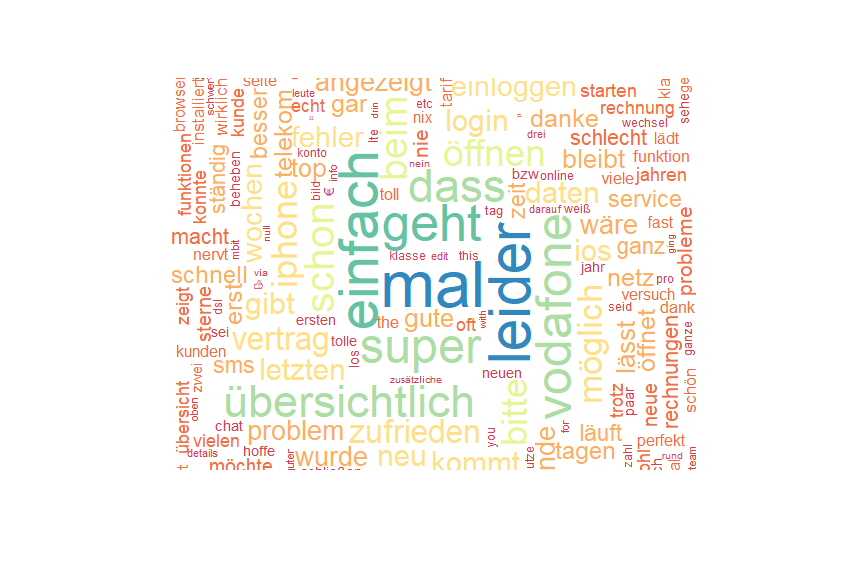 browser
installiert
schwer
wirklich
seite
kunde
besser
leute
angezeigt
echt
telekom
gar
drin
etc
nix
tarif
einloggen
starten
kla
sehege
rechnung
wechsel
login
danke
fehler
lte
beim
nie
drei
schlecht
lädt
funktionen
konnte
ständig
beheben
wochen
top
konto
nein
öffnen
bleibt
funktion
iphone
bild
info
€
toll
dass
bzw
online
viele
jahren
zeit
daten
service
schon
einfach
geht
tag
darauf
weiß
wäre
fast
probleme
macht
nervt
mbit
null
klasse
edit
this
leider
vodafone
ios
ganz
ging
schnell
via
mal
jahr
netz
pro
zeigt
sterne
dsl
erst
gibt
möglich
versuch
seid
dank
sei
vertrag
ersten
tolle
los
the
gute
oft
with
super
lässt
öffnet
rechnungen
ganze
kunden
zwei
sms
letzten
neuen
zusätzliche
bitte
trotz
paar
neue
schön
übersicht
oben
übersichtlich
chat
vielen
details
problem
zufrieden
you
for
läuft
zahl
perfekt
rund
team
hoffe
möchte
wurde
neu
kommt
tagen